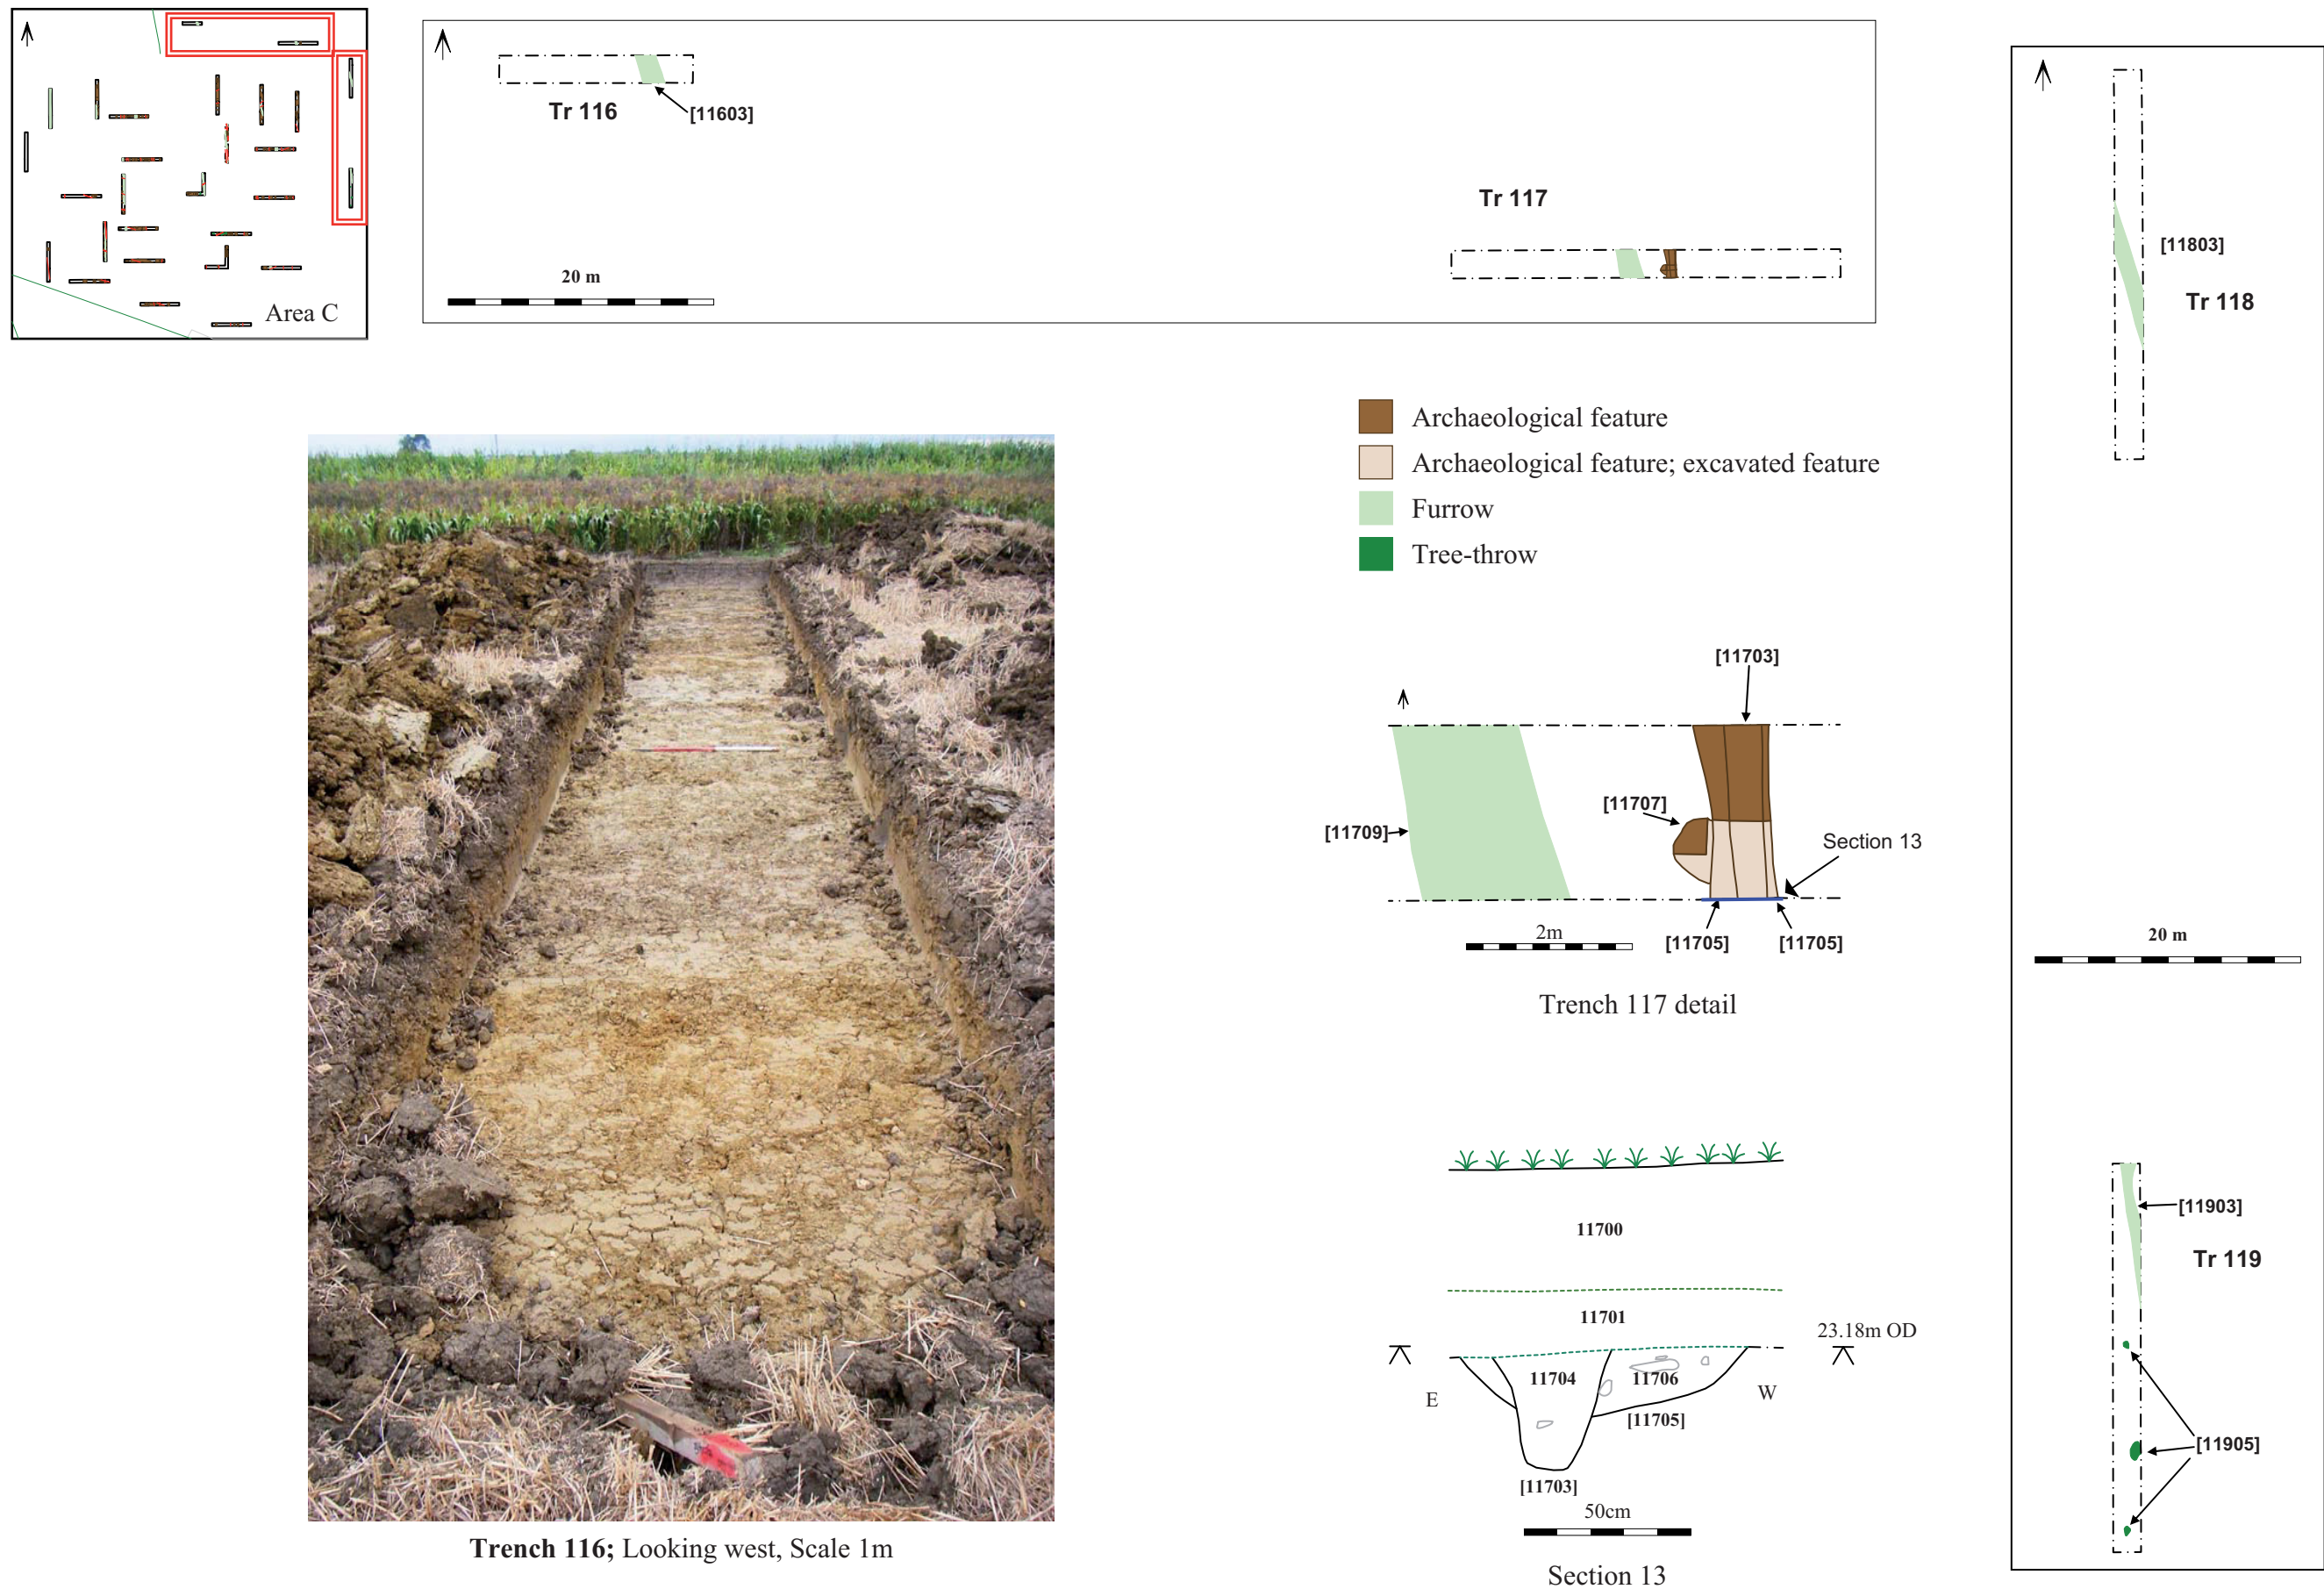 Area C
Tr 116
[11603]
20 m
Tr 117
[11803]
Tr 118
Archaeological feature
Archaeological feature; excavated feature
Furrow
Tree-throw
[11703]
[11707]
[11709]
Section 13
2m
[11705]
[11705]
Trench 117 detail
20 m
11700
11701
23.18m OD
11704
11706
E
W
[11705]
[11703]
50cm
Section 13
[11903]
Tr 119
[11905]
Trench 116; Looking west, Scale 1m